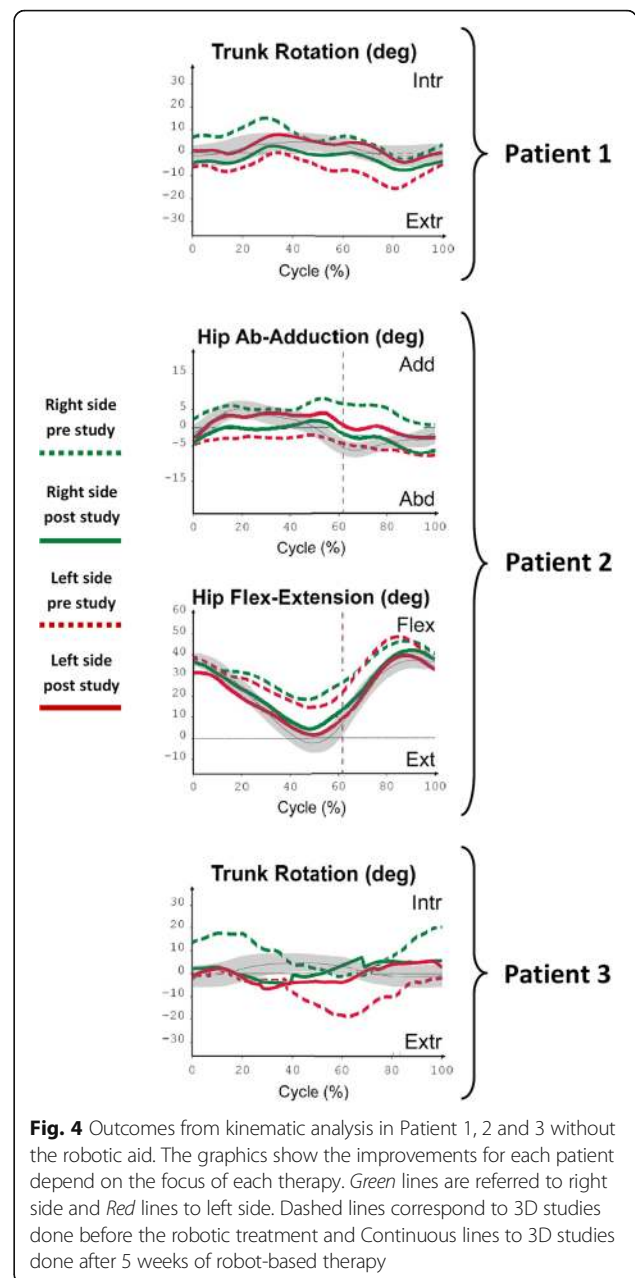 Trunk Rotation (deg)
Intr
30
20
10
0
-10
-20
-30
Extr
0 20 40 60 80 100
Cycle (%)
Patient 1
Hip Ab-Adduction (deg)
Add
15
5
0
-5
-15
Abd
0 20 40 60 80 100
Right side
pre study
Right side
post study
Left side
pre study
Left side
post study
Patient 2
Hip Flex-Extension (deg)
Flex
60
50
40
30
20
10
0
-10
Ext
0 20 40 60 80 100
Cycle (%)
Trunk Rotation (deg)
Intr
30
20
10
0
-10
-20
-30
Extr
0 20 40 60 80 100
Cycle (%)
Patient 3
Fig. 4 Outcomes from kinematic analysis in Patient 1, 2 and 3 without
the robotic aid. The graphics show the improvements for each patient
depend on the focus of each therapy. Green lines are referred to right
side and Red lines to left side. Dashed lines correspond to 3D studies
done before the robotic treatment and Continuous lines to 3D studies
done after 5 weeks of robot-based therapy